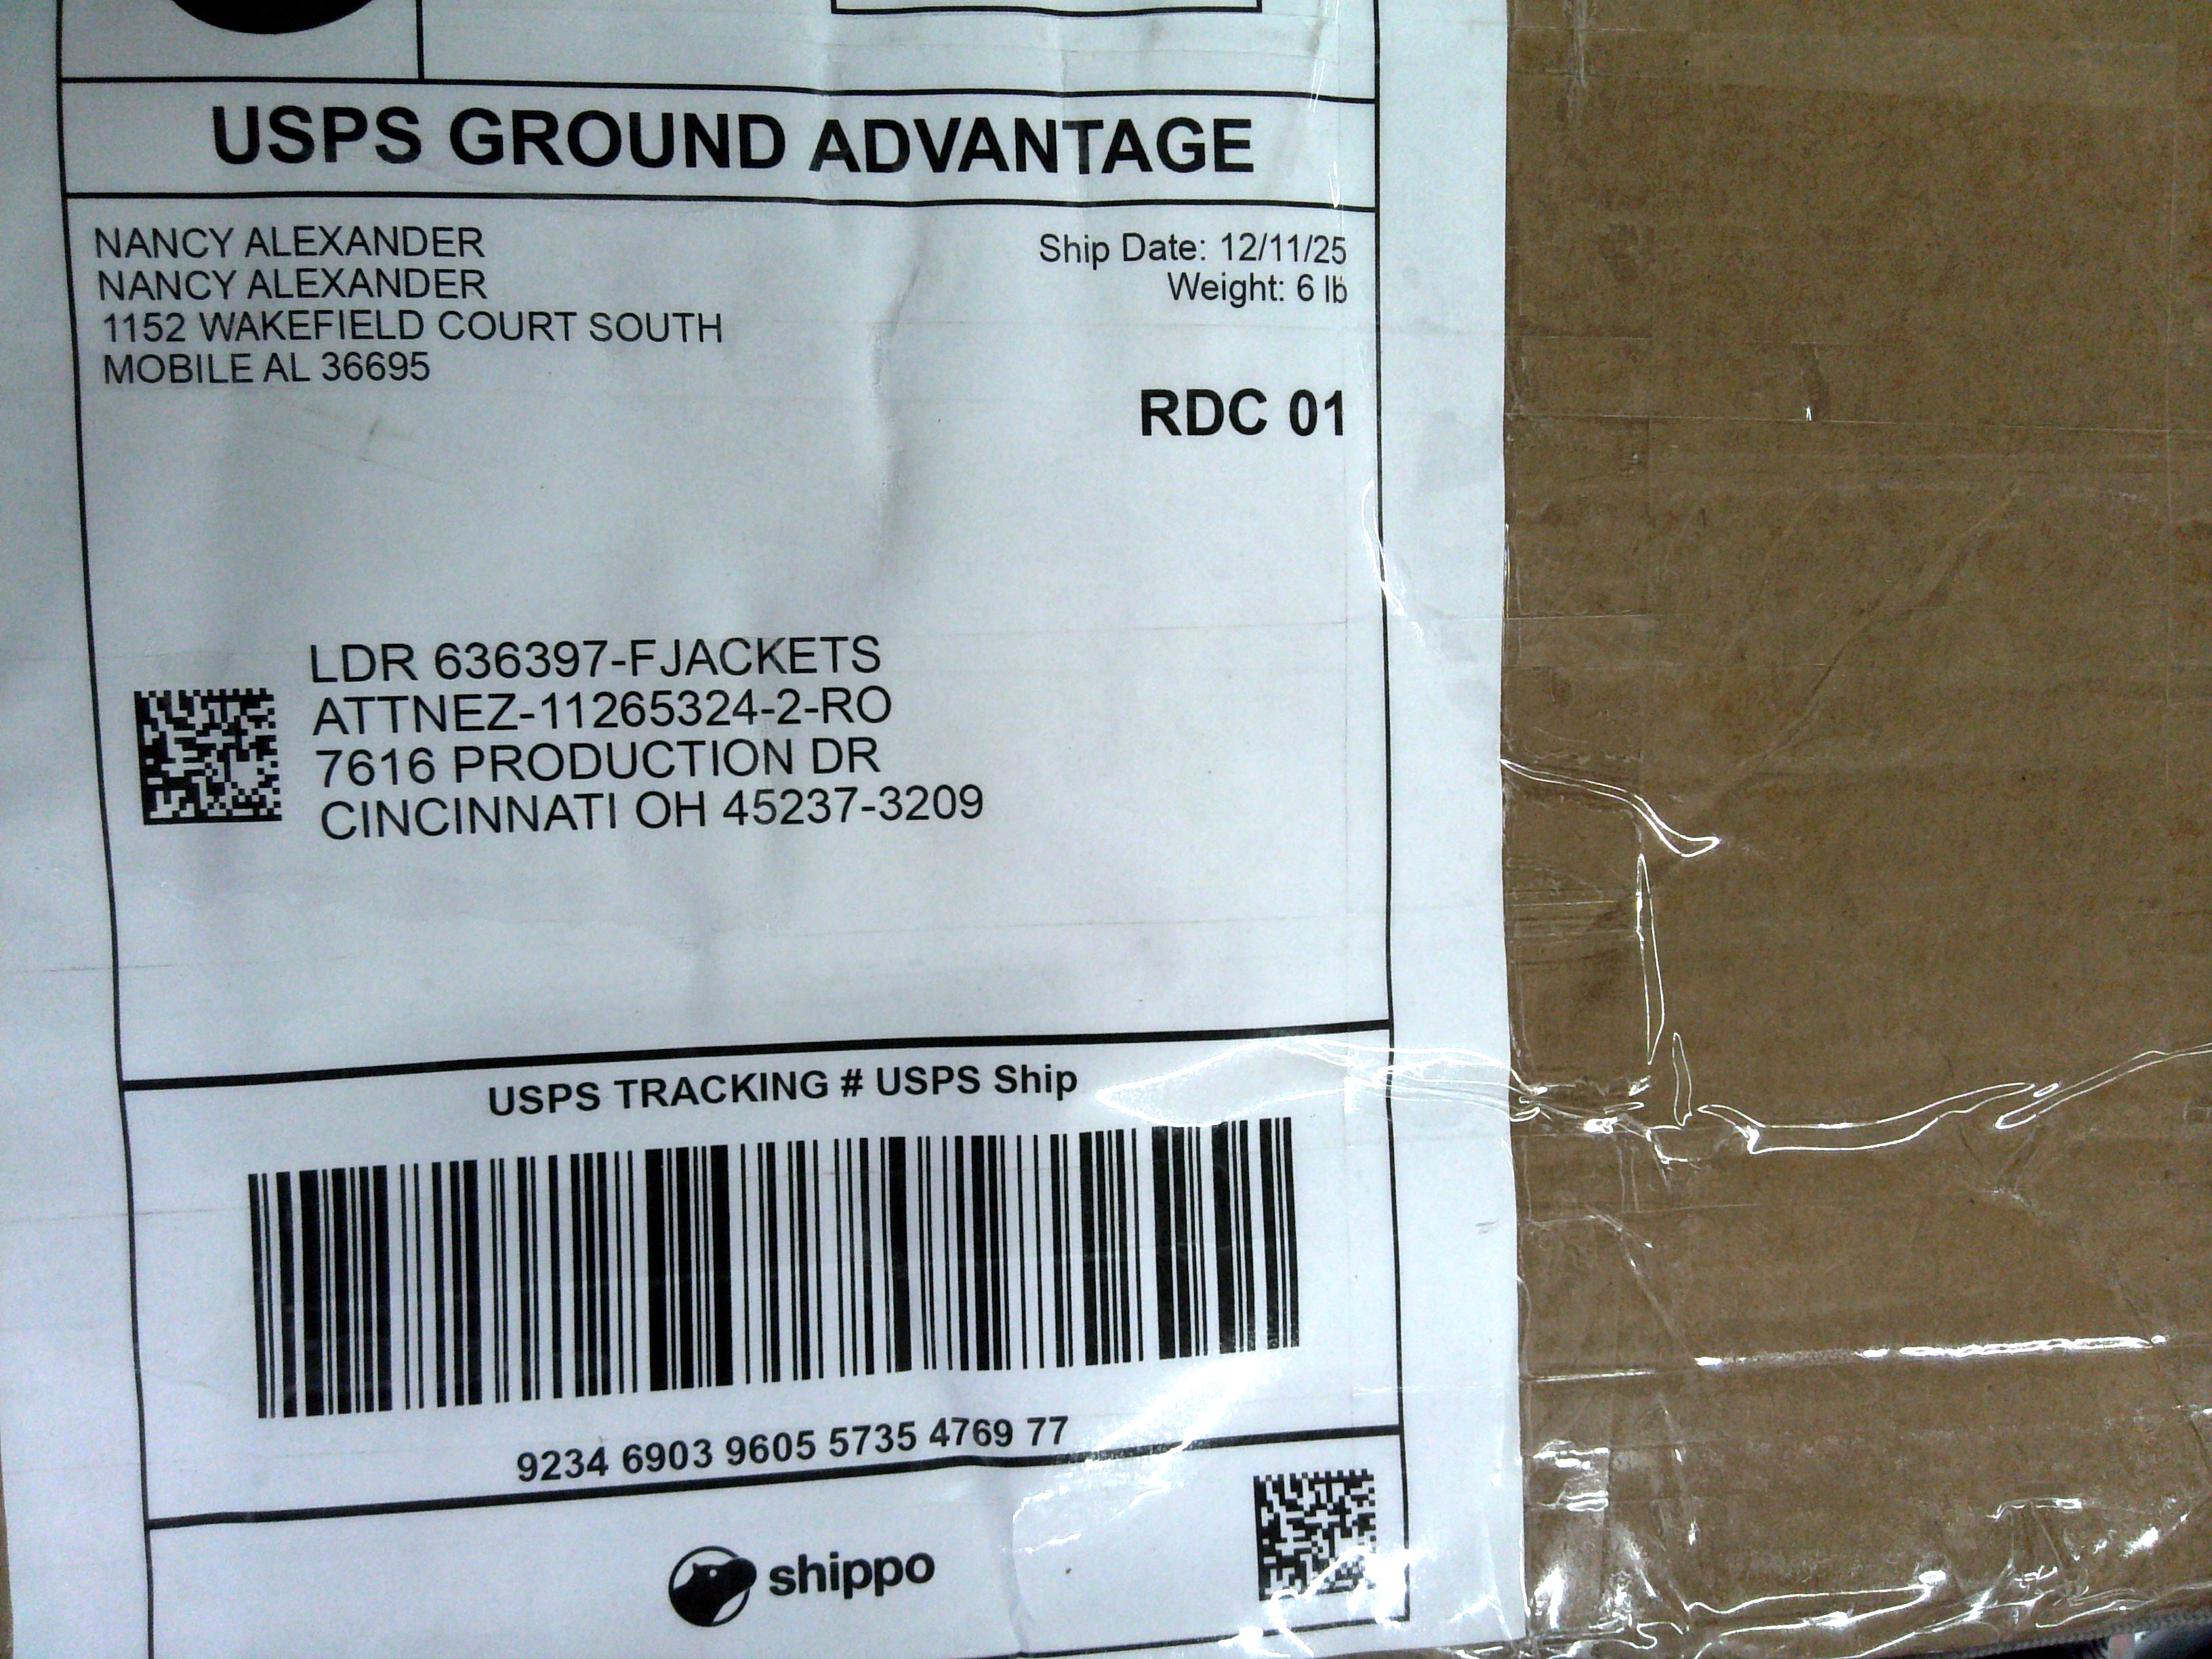 USPS GROUND ADVANTAGE
NANCY ALEXANDER
NANCY ALEXANDER
1152 WAKEFIELD COURT SOUTH
MOBILE AL 36695
Ship Date: 12/11/25
Weight: 6 lb
RDC 01
LDR 636397-FJACKETS
ATTNEZ-11265324-2-RO
7616 PRODUCTION DR
CINCINNATI OH 45237-3209
USPS TRACKING # USPS Ship
9234 6903 9605 5735 4769 77
shippo